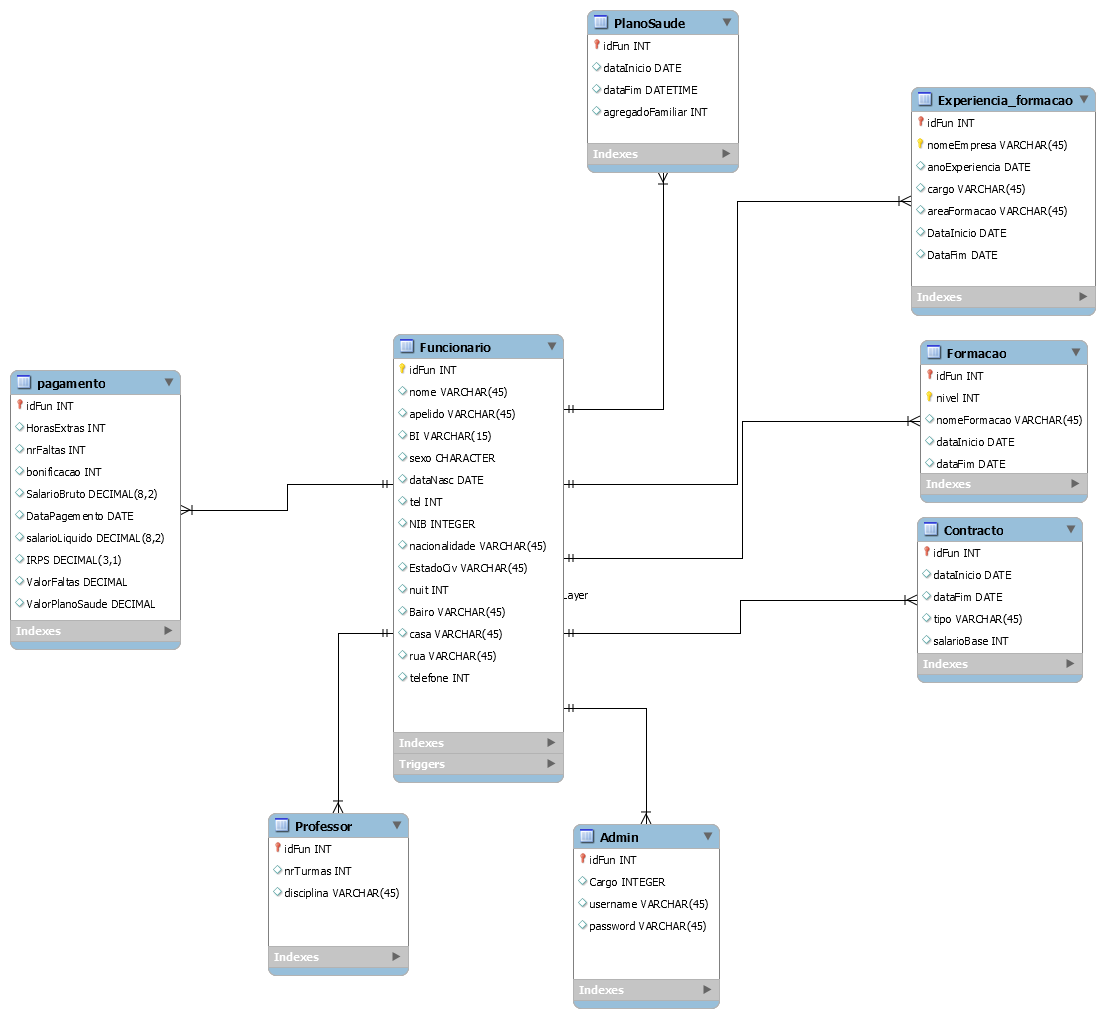 PlanoSaude
idFun INT
dataInicio DATE
dataFim DATETIME
agregadoFamiliar INT
Indexes
Experiencia_formacao
idFun INT
nomeEmpresa VARCHAR(45)
anoExperiencia DATE
cargo VARCHAR(45)
areaFormacao VARCHAR(45)
DataInicio DATE
DataFim DATE
Indexes
Funcionario
idFun INT
nome VARCHAR(45)
apelido VARCHAR(45)
BI VARCHAR(15)
sexo CHARACTER
dataNasc DATE
tel INT
NIB INTEGER
nacionalidade VARCHAR(45)
EstadoCiv VARCHAR(45)
nuit INT
Bairo VARCHAR(45)
casa VARCHAR(45)
rua VARCHAR(45)
telefone INT
Indexes
Triggers
Formacao
idFun INT
nivel INT
nomeFormacao VARCHAR(45)
dataInicio DATE
dataFim DATE
Indexes
pagamento
idFun INT
HorasExtras INT
nrFaltas INT
bonificacao INT
SalarioBruto DECIMAL(8,2)
DataPagemento DATE
salarioLiquido DECIMAL(8,2)
IRPS DECIMAL(3,1)
ValorFaltas DECIMAL
ValorPlanoSaude DECIMAL
Indexes
Contracto
idFun INT
dataInicio DATE
dataFim DATE
tipo VARCHAR(45)
salarioBase INT
Indexes
Layer
Professor
idFun INT
nrTurmas INT
disciplina VARCHAR(45)
Indexes
Admin
idFun INT
Cargo INTEGER
username VARCHAR(45)
password VARCHAR(45)
Indexes